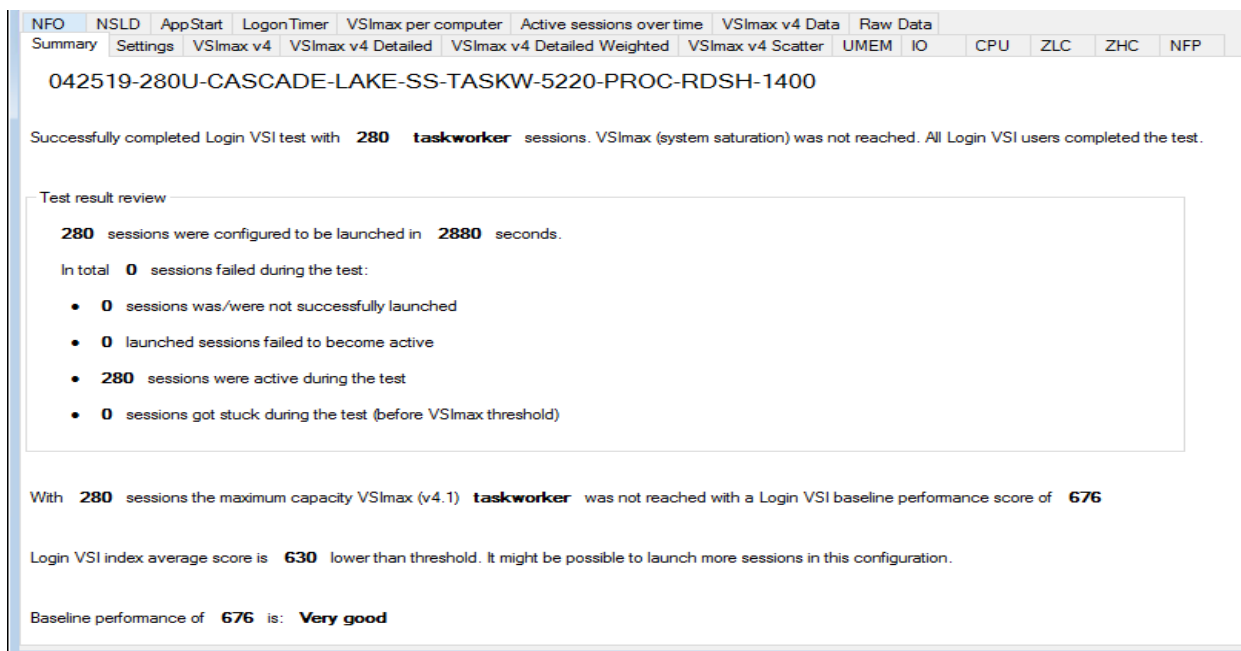 NFO NSLD AppStart LogonTimer VSImax per computer Active sessions over time VSImax v4 Data Raw Data
Summary Settings VSImax v4 VSImax v4 Detailed VSImax v4 Detailed Weighted VSImax v4 Scatter UMEM IO CPU ZLC ZHC NFP
042519-280U-CASCADE-LAKE-SS-TASKW-5220-PROC-RDSH-1400
Successfully completed Login VSI test with 280 taskworker sessions. VSImax (system saturation) was not reached. All Login VSI users completed the test.
Test result review
280 sessions were configured to be launched in 2880 seconds.
In total 0 sessions failed during the test:
• 0 sessions was/were not successfully launched
• 0 launched sessions failed to become active
• 280 sessions were active during the test
• 0 sessions got stuck during the test (before VSImax threshold)
With 280 sessions the maximum capacity VSImax (v4.1) taskworker was not reached with a Login VSI baseline performance score of 676
Login VSI index average score is 630 lower than threshold. It might be possible to launch more sessions in this configuration.
Baseline performance of 676 is: Very good